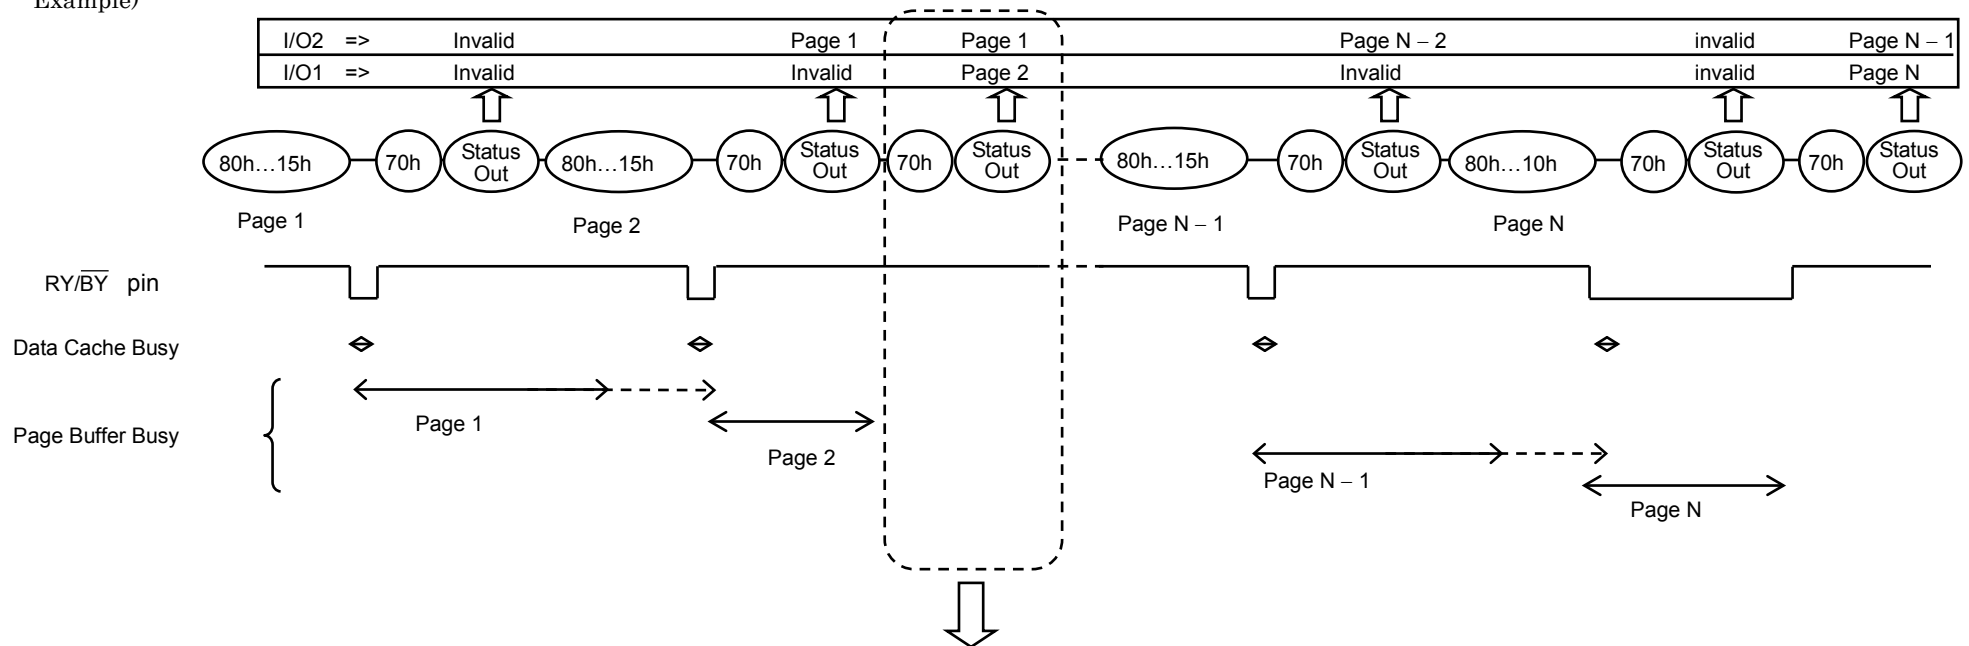 Example)
I/O2 => Invalid Page 1 Page 1 Page N – 2 invalid Page N – 1
I/O1 => Invalid Invalid Page 2 Invalid invalid Page N
80h…15h 70h Status Out 80h…15h 70h Status Out 70h Status Out 80h…15h 70h Status Out 80h…10h 70h Status Out 70h Status Out
Page 1 Page 2 Page N – 1 Page N
RY/B̅Y̅ pin
Data Cache Busy
Page 1
Page Buffer Busy
Page 2
Page N – 1
Page N